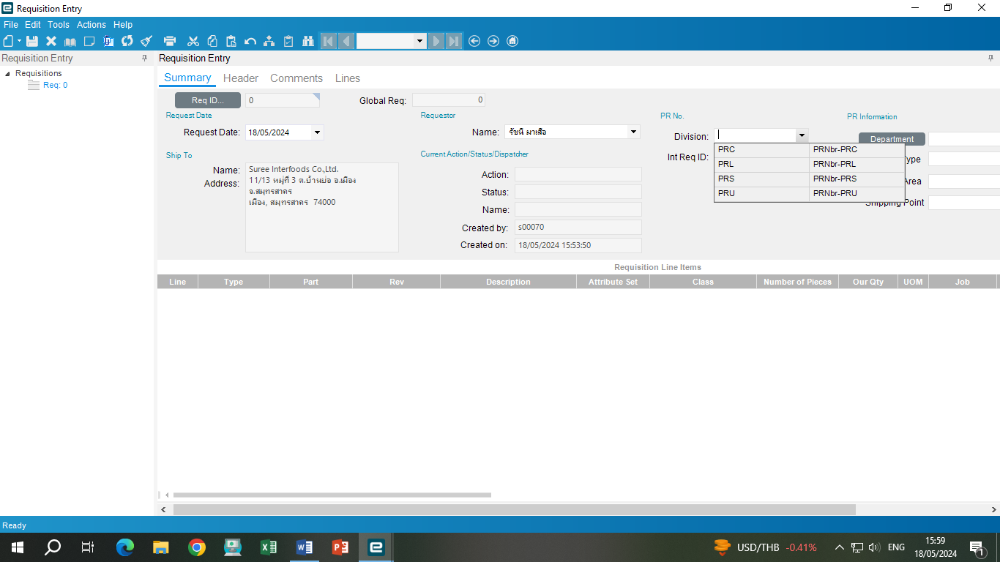 Requisition Entry
File Edit Tools Actions Help
Requisition Entry
Requisitions
Req: 0
Requisition Entry
Summary Header Comments Lines
Req ID... 0 Global Req: 0
Request Date
Request Date: 18/05/2024
Ship To
Name: Suree Interfoods Co.,Ltd.
Address: 11/13 หมู่ที่ 3 ต.บ้านบ่อ อ.เมือง
จ.สมุทรสาคร
เมือง, สมุทรสาคร 74000
Requestor
Name: รัชนี มาเสือ
Current Action/Status/Dispatcher
Action:
Status:
Name:
Created by: s00070
Created on: 18/05/2024 15:53:50
PR No.
Division:
Int Req ID:
PRC PRNbr-PRC
PRL PRNbr-PRL
PRS PRNbr-PRS
PRU PRNbr-PRU
PR Information
Department
Type
Area
Shipping Point
Requisition Line Items
Line Type Part Rev Description Attribute Set Class Number of Pieces Our Qty UOM Job
Ready
USD/THB -0.41% ENG 15:59
18/05/2024
1